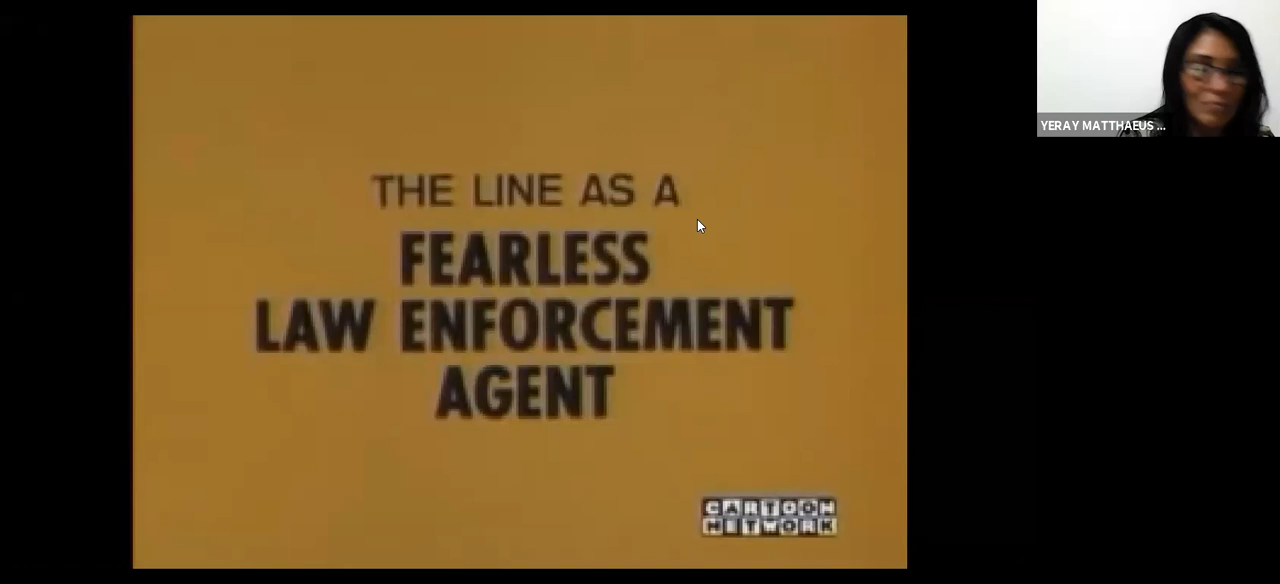 THE LINE AS A
FEARLESS
LAW ENFORCEMENT
AGENT
CARTOON
NETWORK
YERAY MATTHAEUS ...